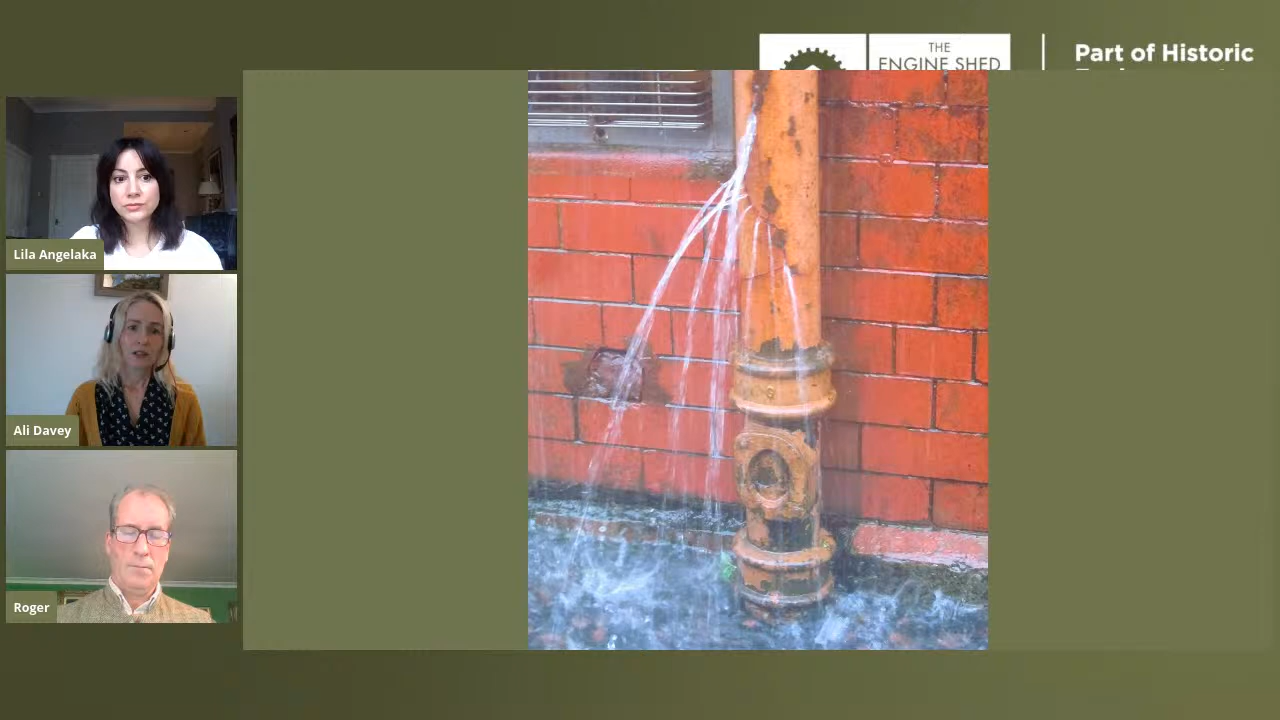 THE
ENGINE SHED
Part of Historic
Lila Angelaka
Ali Davey
Roger